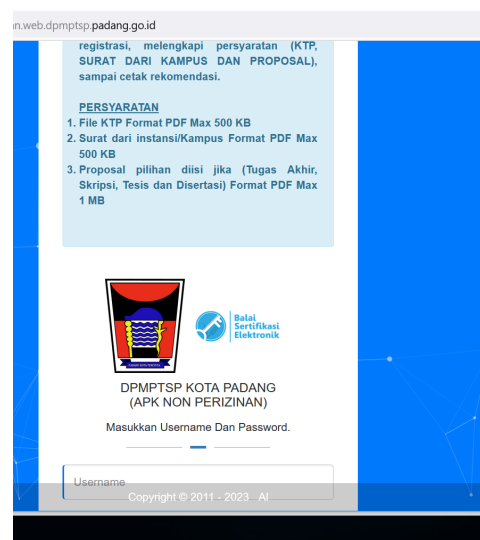 n.web.dpmptsp.padang.go.id
registrasi, melengkapi persyaratan (KTP,
SURAT DARI KAMPUS DAN PROPOSAL),
sampai cetak rekomendasi.
PERSYARATAN
1. File KTP Format PDF Max 500 KB
2. Surat dari instansi/Kampus Format PDF Max
500 KB
3. Proposal pilihan diisi jika (Tugas Akhir,
Skripsi, Tesis dan Disertasi) Format PDF Max
1 MB
Balai
Sertifikasi
Elektronik
DPMPTSP KOTA PADANG
(APK NON PERIZINAN)
Masukkan Username Dan Password.
Username
Copyright © 2011 - 2023